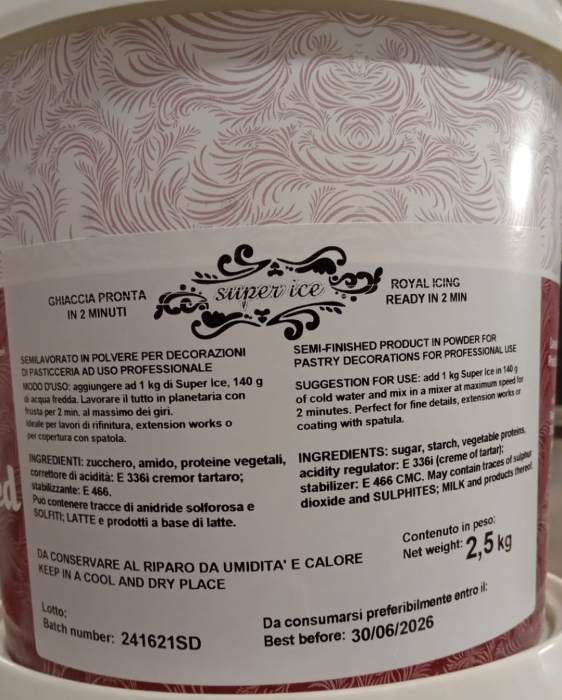 GHIACCIA PRONTA
IN 2 MINUTI
super ice
ROYAL ICING
READY IN 2 MIN
SEMILAVORATO IN POLVERE PER DECORAZIONI
DI PASTICCERIA AD USO PROFESSIONALE
MODO D'USO: aggiungere ad 1 kg di Super Ice, 140 g
di acqua fredda. Lavorare il tutto in planetaria con
frusta per 2 min. al massimo dei giri.
Ideale per lavori di rifinitura, extension works o
per copertura con spatola.
INGREDIENTI: zucchero, amido, proteine vegetali,
correttore di acidità: E 336i cremor tartaro;
stabilizzante: E 466.
Puo contenere tracce di anidride solforosa e
SOLFITI; LATTE e prodotti a base di latte.
SEMI-FINISHED PRODUCT IN POWDER FOR
PASTRY DECORATIONS FOR PROFESSIONAL USE
SUGGESTION FOR USE: add 1 kg Super Ice in 140 g
of cold water and mix in a mixer at maximum speed for
2 minutes. Perfect for fine details, extension works or
coating with spatula.
INGREDIENTS: sugar, starch, vegetable proteins,
acidity regulator: E 336i (creme of tartar);
stabilizer: E 466 CMC. May contain traces of sulphur
dioxide and SULPHITES; MILK and products thereof.
DA CONSERVARE AL RIPARO DA UMIDITA' E CALORE
KEEP IN A COOL AND DRY PLACE
Contenuto in peso:
Net weight: 2,5 kg
Lotto:
Batch number: 241621SD
Da consumarsi preferibilmente entro il:
Best before: 30/06/2026